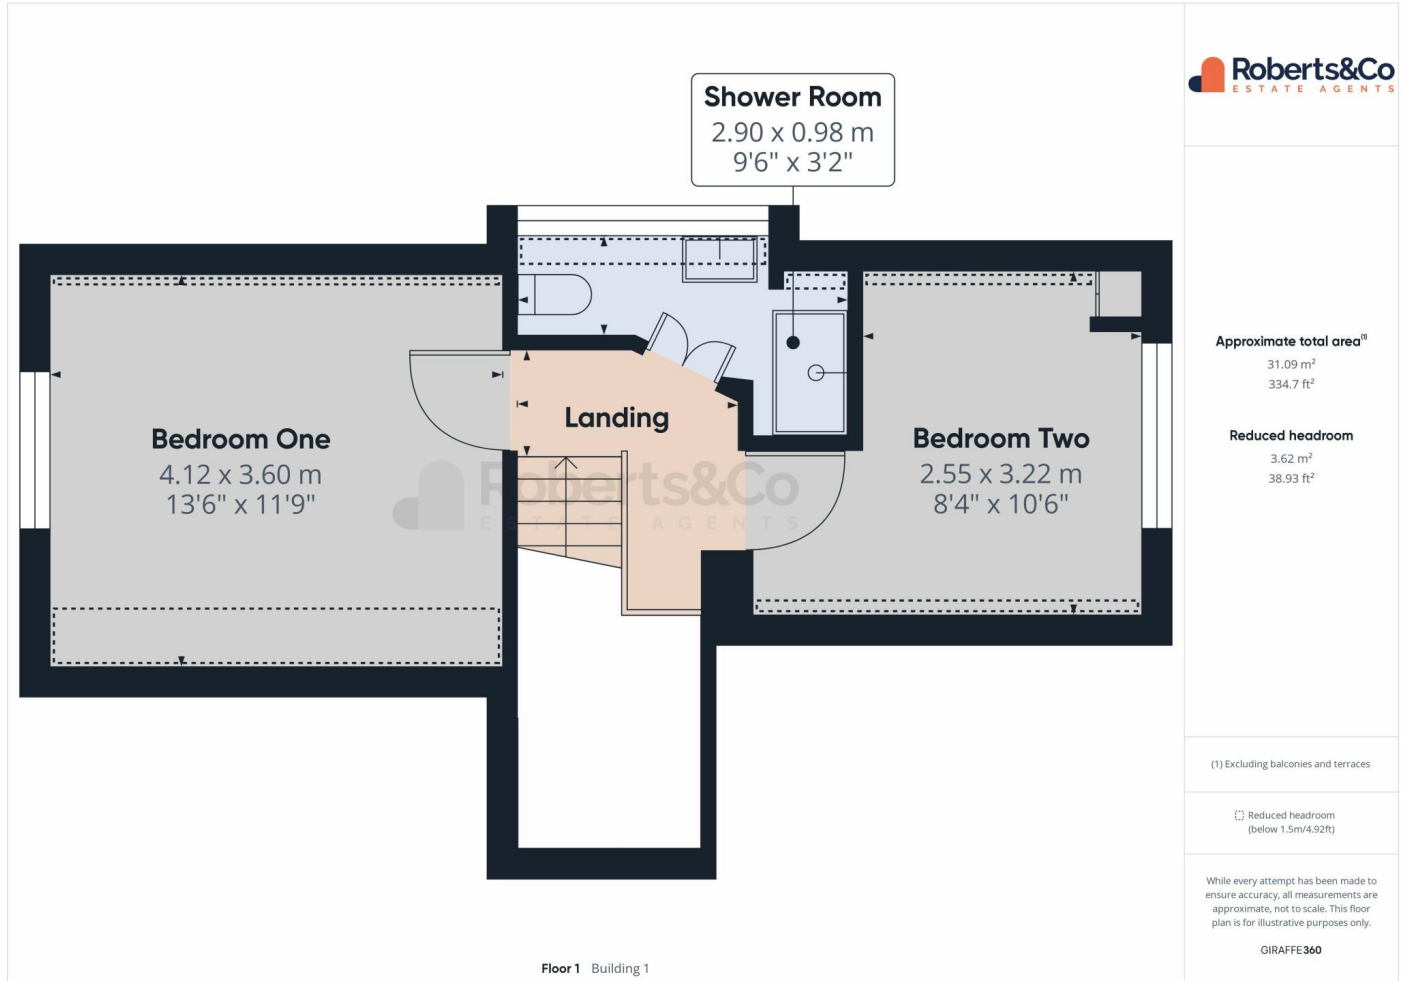 Shower Room
2.90 x 0.98 m
9'6" x 3'2"
Bedroom One
4.12 x 3.60 m
13'6" x 11'9"
Landing
Bedroom Two
2.55 x 3.22 m
8'4" x 10'6"
Roberts&Co
ESTATE AGENTS
Floor 1 Building 1
Roberts&Co
ESTATE AGENTS
Approximate total area(1)
31.09 m²
334.7 ft²
Reduced headroom
3.62 m²
38.93 ft²
(1) Excluding balconies and terraces
Reduced headroom
(below 1.5m/4.92ft)
While every attempt has been made to
ensure accuracy, all measurements are
approximate, not to scale. This floor
plan is for illustrative purposes only.
GIRAFFE360